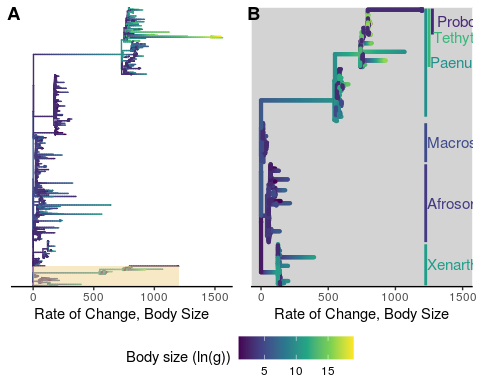 A
B
Probo
Tethyt
Paenu
Macros
Afrosor
Xenarth
0 500 1000 1500
0 500 1000 1500
Rate of Change, Body Size
Rate of Change, Body Size
Body size (ln(g))
5 10 15